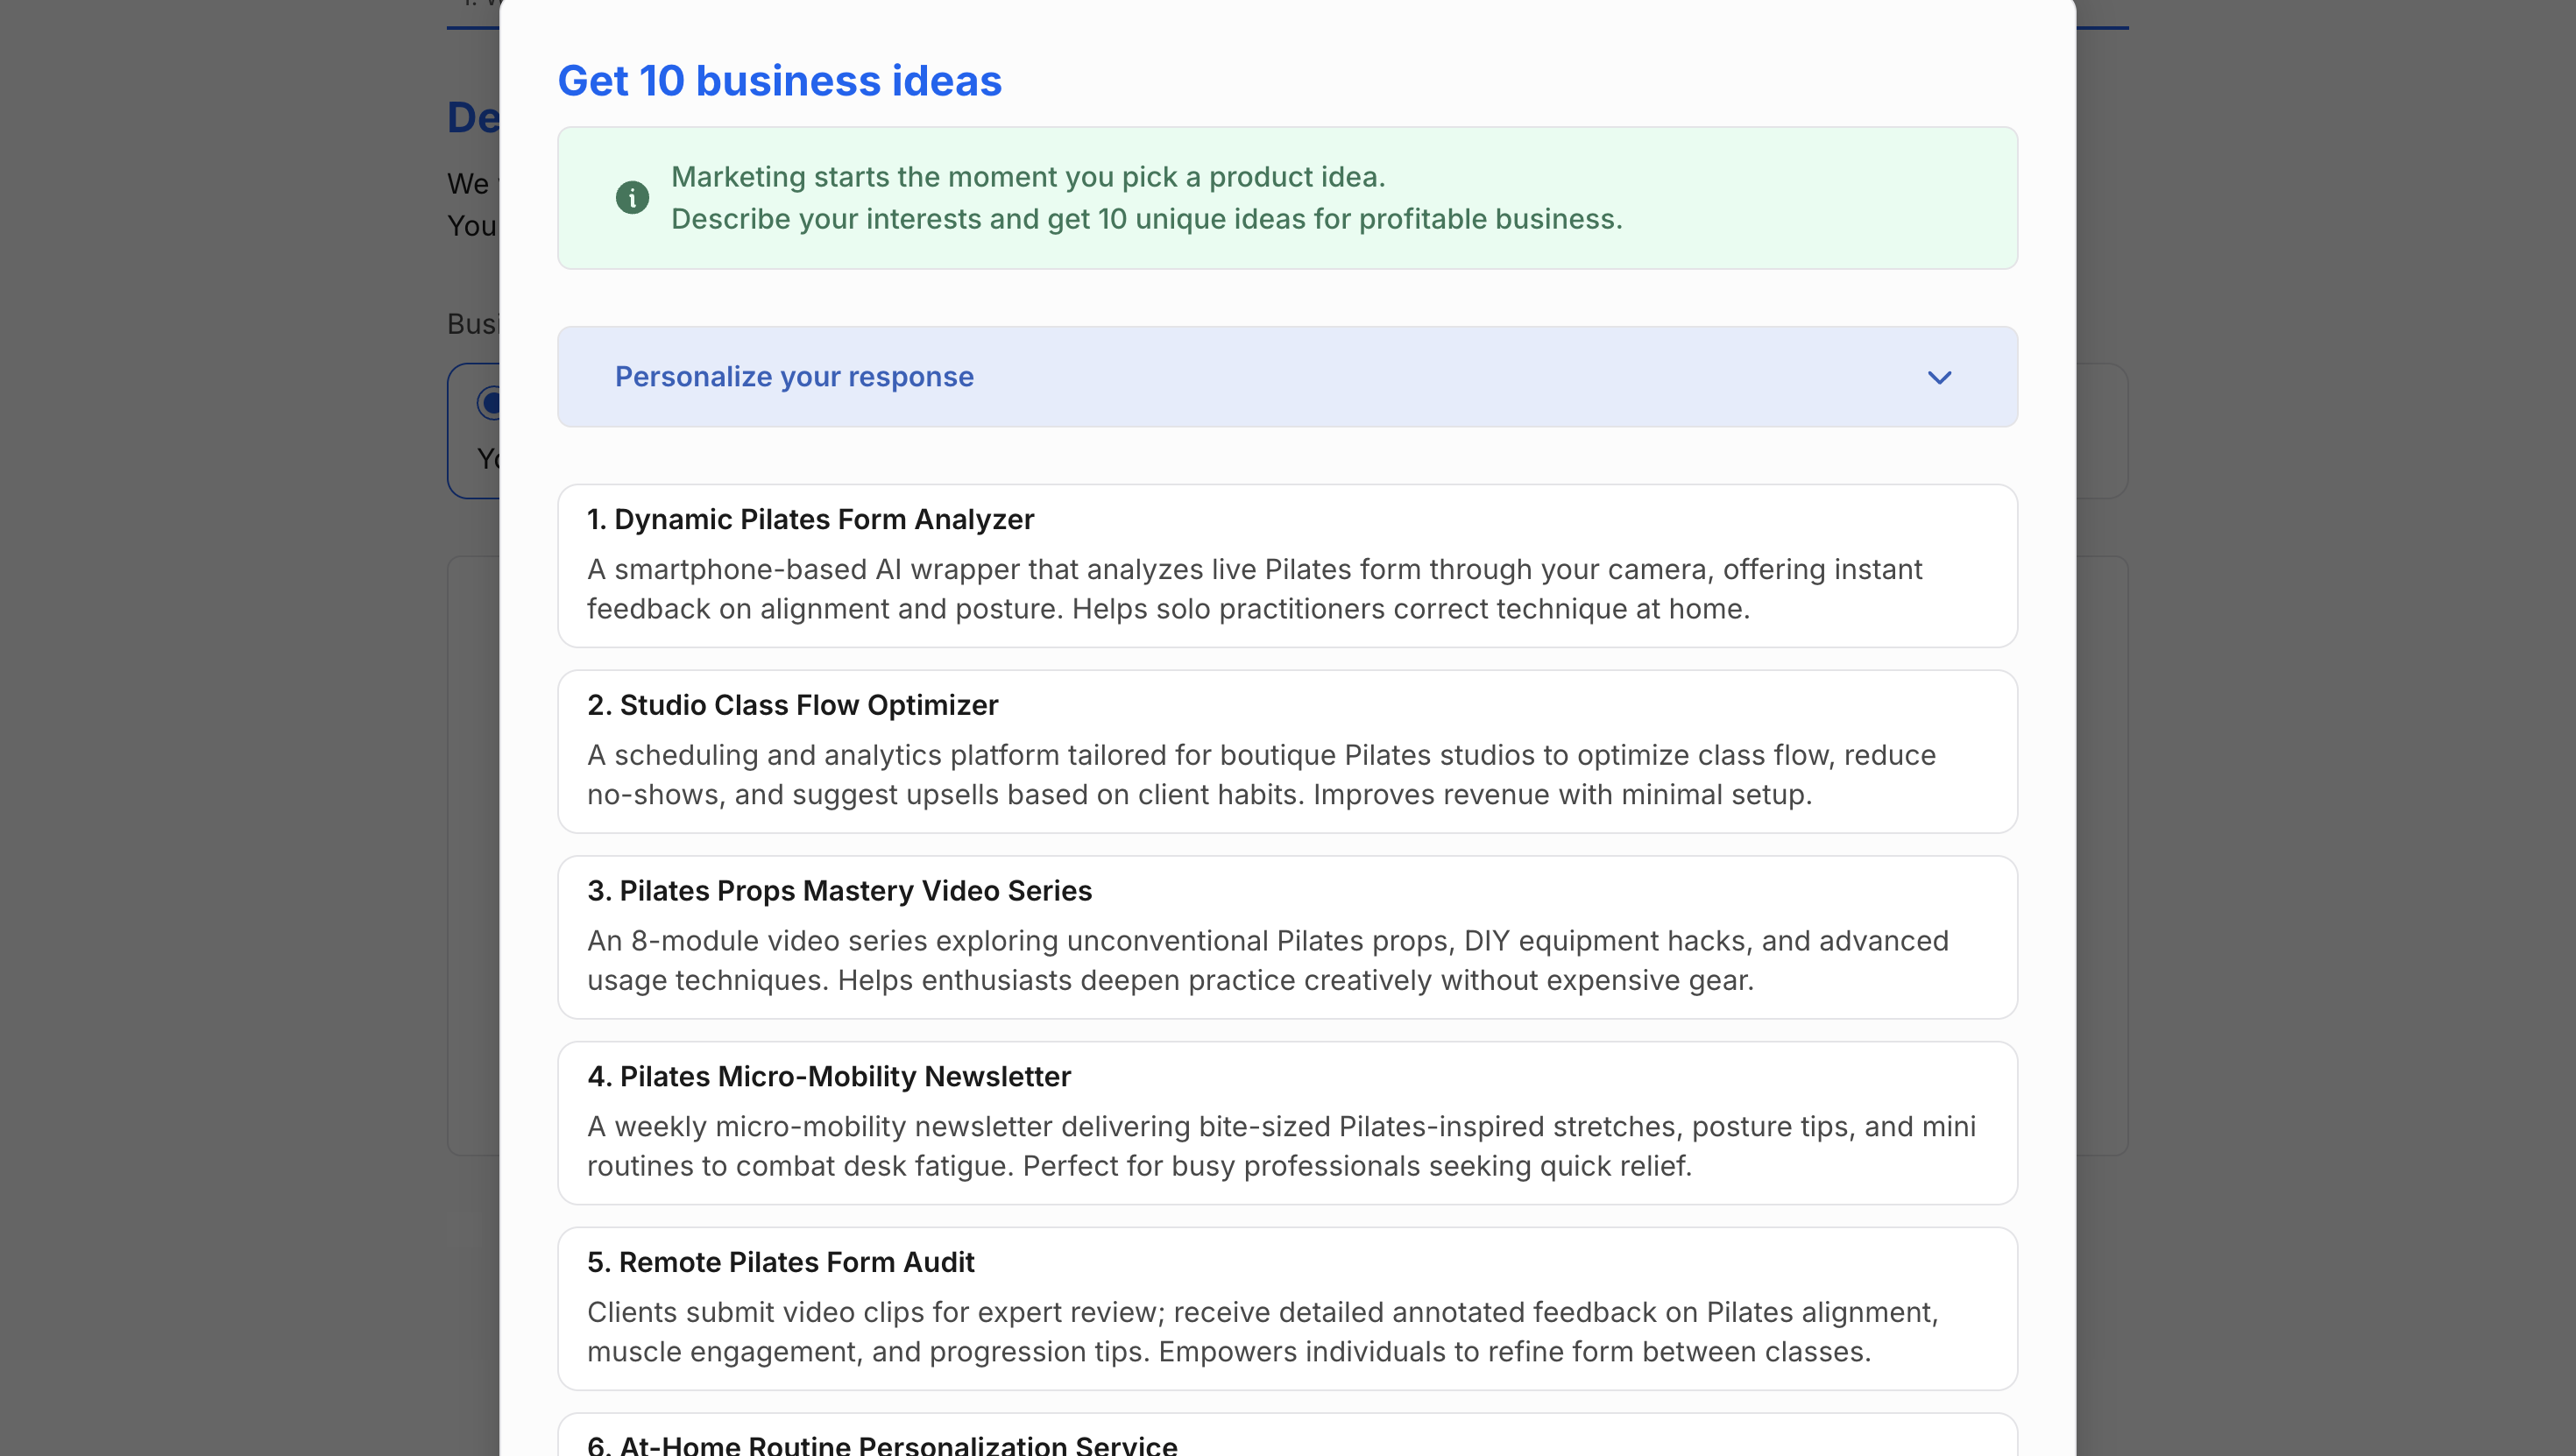 Get 10 business ideas
De
Marketing starts the moment you pick a product idea.
We
Describe your interests and get 10 unique ideas for profitable business.
You
Busi
Personalize your response
Yo
1. Dynamic Pilates Form Analyzer
A smartphone-based AI wrapper that analyzes live Pilates form through your camera, offering instant
feedback on alignment and posture. Helps solo practitioners correct technique at home.
2. Studio Class Flow Optimizer
A scheduling and analytics platform tailored for boutique Pilates studios to optimize class flow, reduce
no-shows, and suggest upsells based on client habits. Improves revenue with minimal setup.
3. Pilates Props Mastery Video Series
An 8-module video series exploring unconventional Pilates props, DIY equipment hacks, and advanced
usage techniques. Helps enthusiasts deepen practice creatively without expensive gear.
4. Pilates Micro-Mobility Newsletter
A weekly micro-mobility newsletter delivering bite-sized Pilates-inspired stretches, posture tips, and mini
routines to combat desk fatigue. Perfect for busy professionals seeking quick relief.
5. Remote Pilates Form Audit
Clients submit video clips for expert review; receive detailed annotated feedback on Pilates alignment,
muscle engagement, and progression tips. Empowers individuals to refine form between classes.
6. At-Home Routine Personalization Service